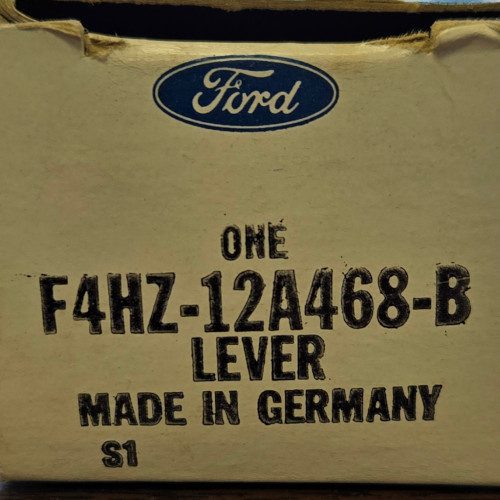 Ford
ONE
F4HZ-12A468-B
LEVER
MADE IN GERMANY
S1